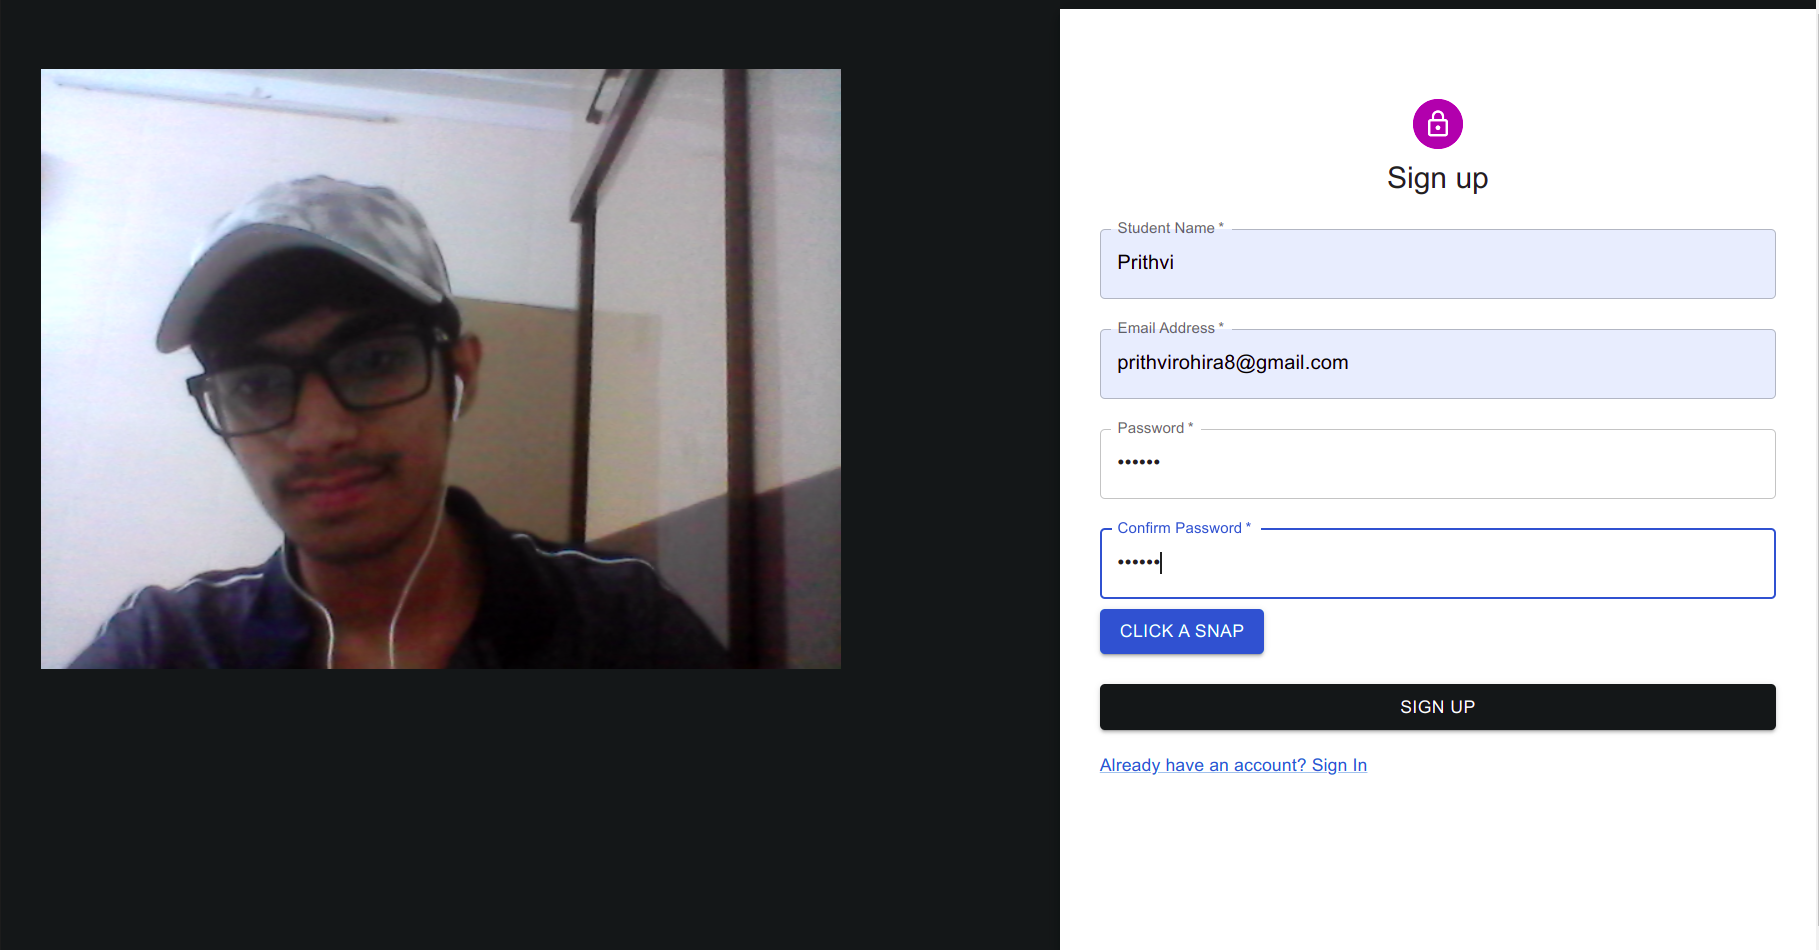 Sign up
Student Name *
Prithvi
Email Address *
prithvirohira8@gmail.com
Password *
••••••
Confirm Password *
••••••
CLICK A SNAP
SIGN UP
Already have an account? Sign In